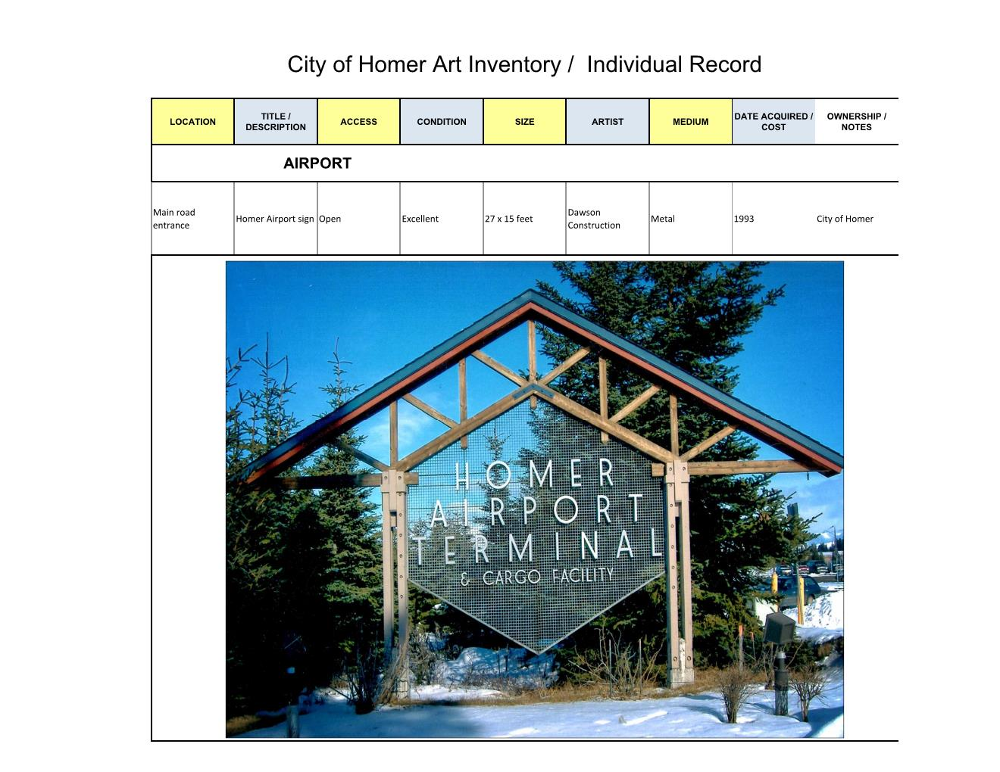 City of Homer Art Inventory /  Individual Record
LOCATION
TITLE /
DESCRIPTION
ACCESS
CONDITION
SIZE
ARTIST
MEDIUM
DATE ACQUIRED /
COST
OWNERSHIP /
NOTES
AIRPORT
Main road
entrance
Homer Airport sign
Open
Excellent
27 x 15 feet
Dawson
Construction
Metal
1993
City of Homer
HOMER
AIRPORT
TERMINAL
& CARGO FACILITY